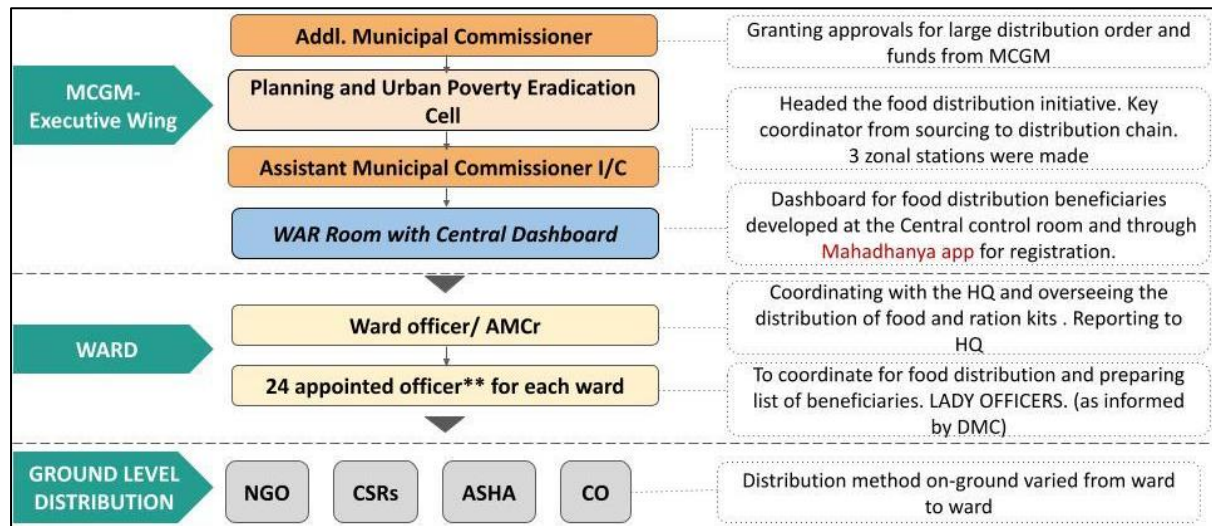 Addl. Municipal Commissioner
Granting approvals for large distribution order and
funds from MCGM
MCGM-
Executive Wing
Planning and Urban Poverty Eradication
Cell
Headed the food distribution initiative. Key
coordinator from sourcing to distribution chain.
3 zonal stations were made
Assistant Municipal Commissioner I/C
WAR Room with Central Dashboard
Dashboard for food distribution beneficiaries
developed at the Central control room and through
Mahadhanya app for registration.
WARD
Ward officer/ AMCr
Coordinating with the HQ and overseeing the
distribution of food and ration kits . Reporting to
HQ
24 appointed officer** for each ward
To coordinate for food distribution and preparing
list of beneficiaries. LADY OFFICERS. (as informed
by DMC)
GROUND LEVEL
DISTRIBUTION
NGO
CSRs
ASHA
CO
Distribution method on-ground varied from ward
to ward